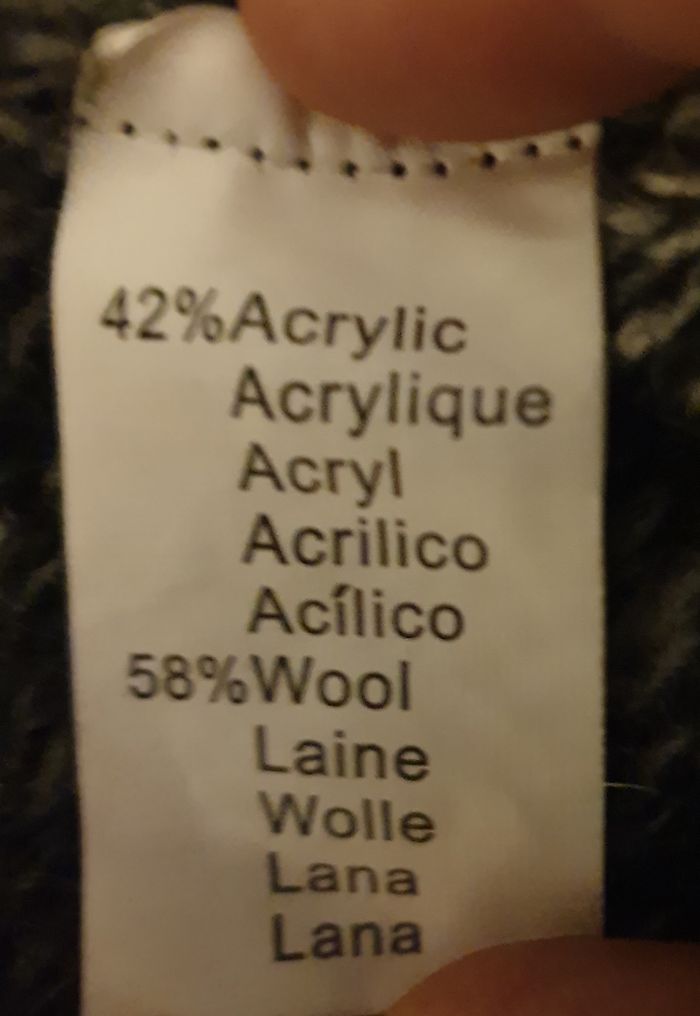 42%Acrylic
Acrylique
Acryl
Acrilico
Acílico
58%Wool
Laine
Wolle
Lana
Lana